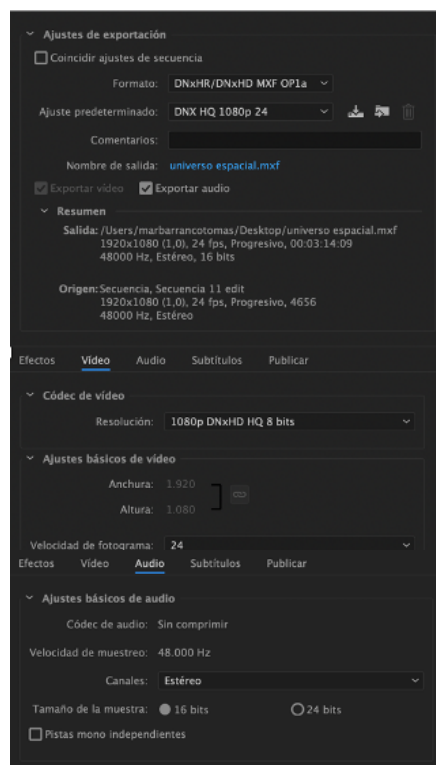 Ajustes de exportación
Coincidir ajustes de secuencia
Formato: DNxHR/DNxHD MXF OP1a
Ajuste predeterminado: DNX HQ 1080p 24
Comentarios:
Nombre de salida: universo espacial.mxf
Exportar vídeo Exportar audio
Resumen
Salida: /Users/marbarrancotomas/Desktop/universo espacial.mxf
1920x1080 (1,0), 24 fps, Progresivo, 00:03:14:09
48000 Hz, Estéreo, 16 bits
Origen: Secuencia, Secuencia 11 edit
1920x1080 (1,0), 24 fps, Progresivo, 4656
48000 Hz, Estéreo
Efectos Vídeo Audio Subtítulos Publicar
Códec de vídeo
Resolución: 1080p DNxHD HQ 8 bits
Ajustes básicos de vídeo
Anchura: 1.920
Altura: 1.080
Velocidad de fotograma: 24
Efectos Vídeo Audio Subtítulos Publicar
Ajustes básicos de audio
Códec de audio: Sin comprimir
Velocidad de muestreo: 48.000 Hz
Canales: Estéreo
Tamaño de la muestra: 16 bits 24 bits
Pistas mono independientes